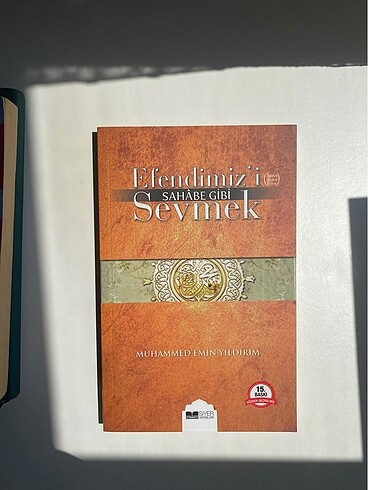 Efendimiz'i
SAHÂBE GİBİ
Sevmek
MUHAMMED EMİN YILDIRIM
15.
BASKI
SİYER